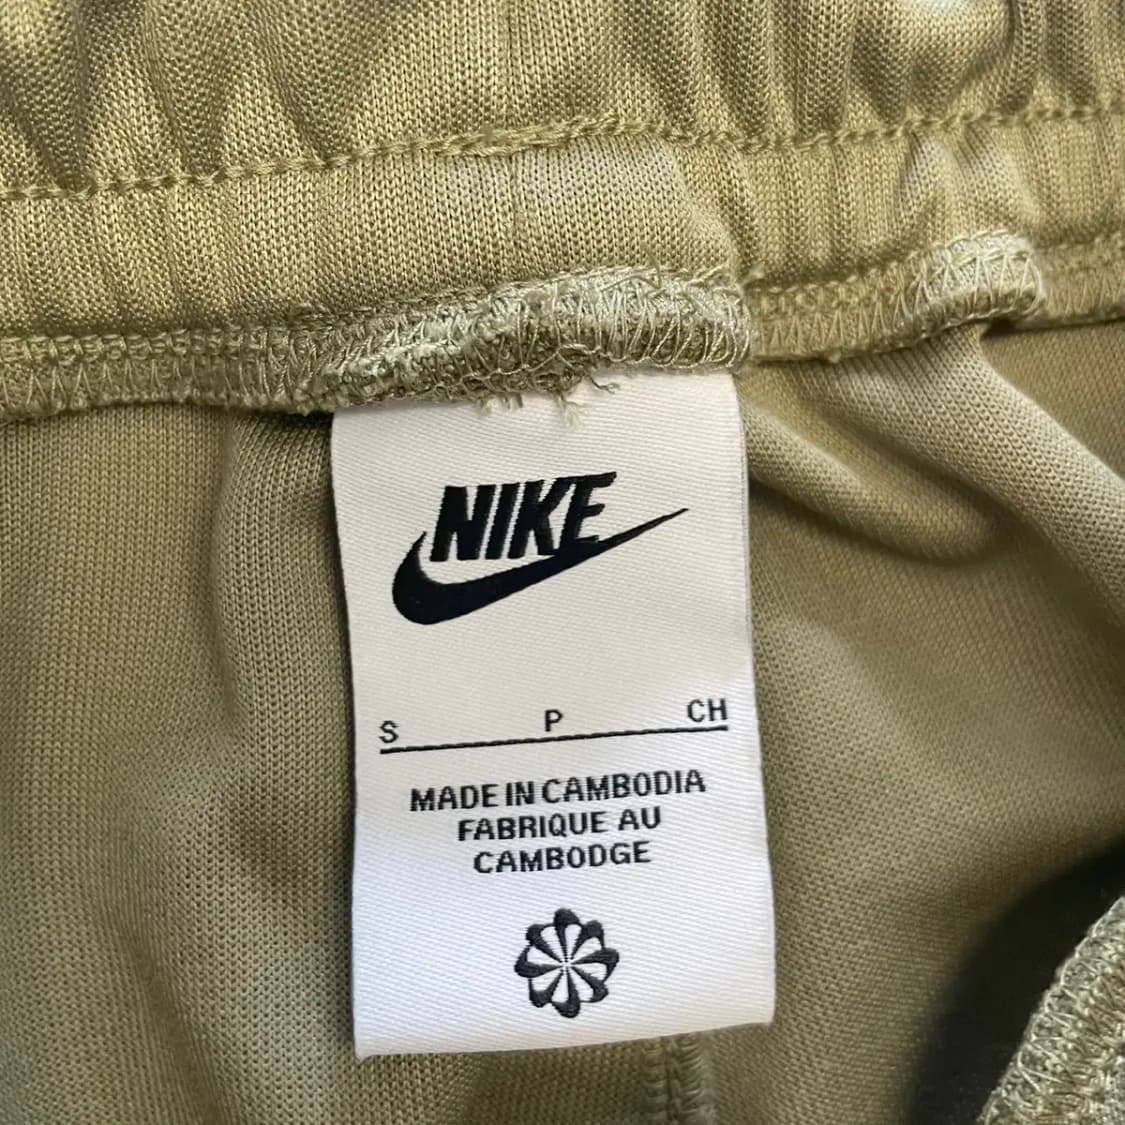 NIKE
S P CH
MADE IN CAMBODIA
FABRIQUE AU
CAMBODGE